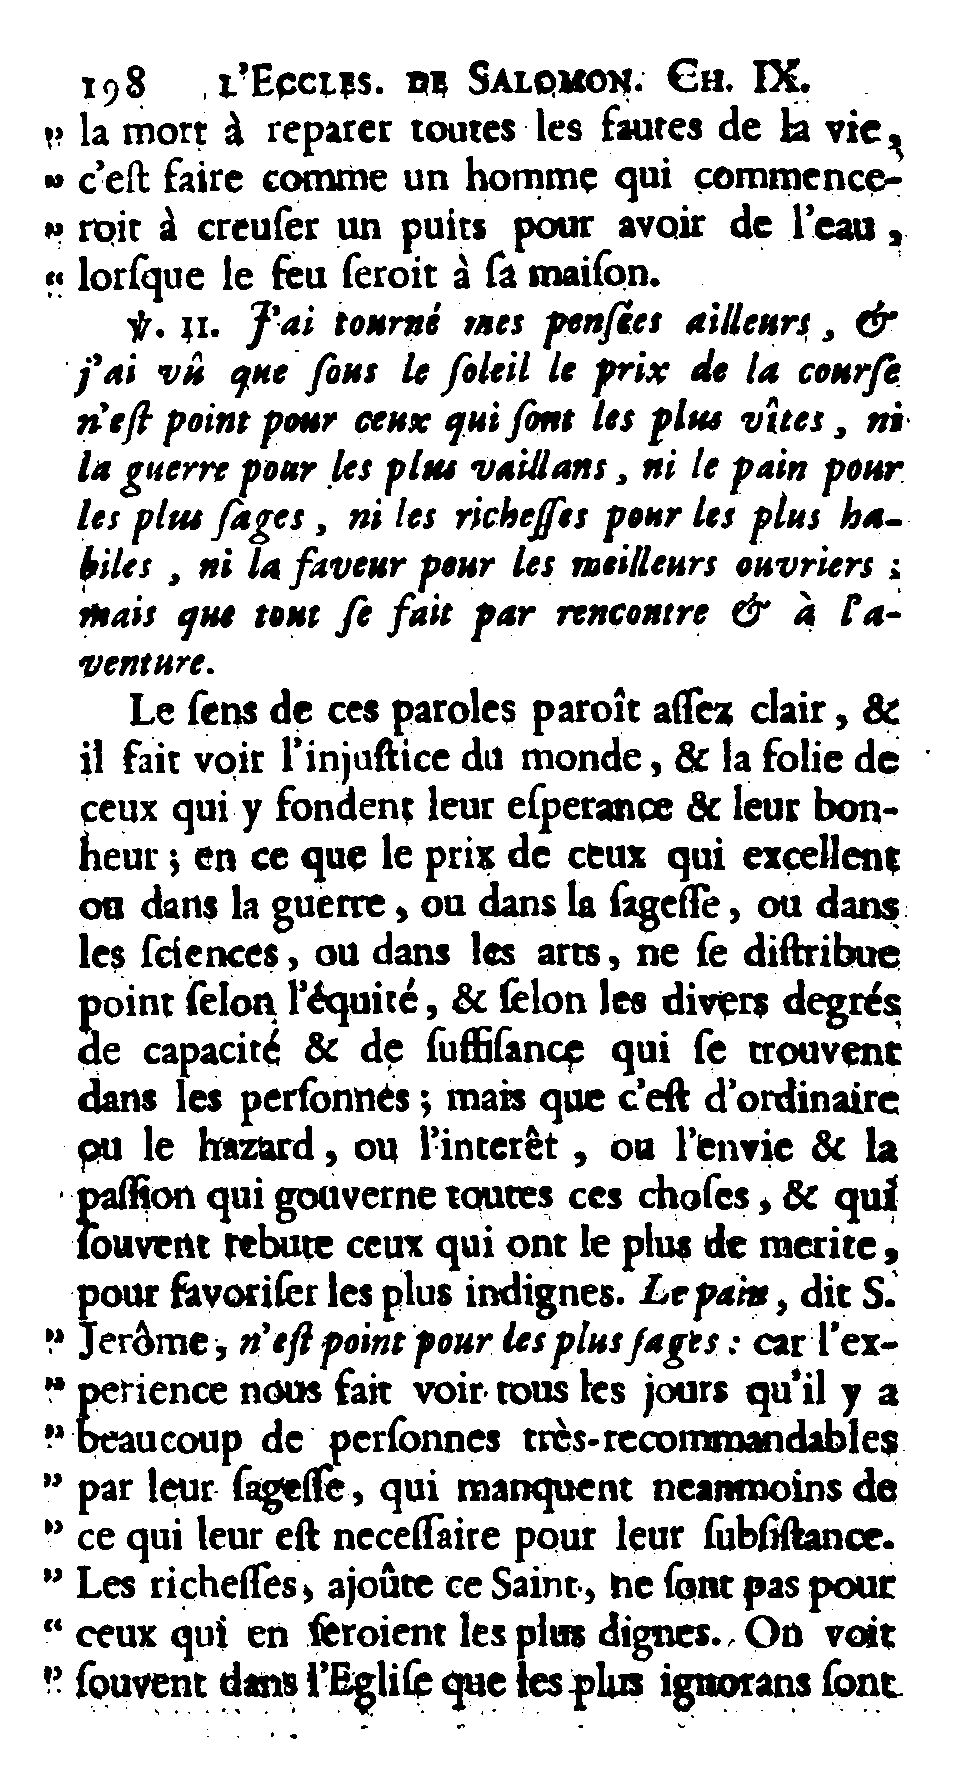 198 L'ECCLES. DE SALOMON. CH. IX.
" la mort à reparer toutes les fautes de la vie,
" c'eſt faire comme un homme qui commence-
" roit à creuſer un puits pour avoir de l'eau,
" lorſque le feu ſeroit à ſa maiſon.
℣. 11. J'ai tourné mes penſées ailleurs, &
j'ai vû que ſous le ſoleil le prix de la courſe
n'eſt point pour ceux qui ſont les plus vîtes, ni
la guerre pour les plus vaillans, ni le pain pour
les plus ſages, ni les richeſſes pour les plus ha-
biles, ni la faveur pour les meilleurs ouvriers ;
mais que tout ſe fait par rencontre & à l'a-
venture.
Le ſens de ces paroles paroît aſſez clair, &
il fait voir l'injuſtice du monde, & la folie de
ceux qui y fondent leur eſperance & leur bon-
heur ; en ce que le prix de ceux qui excellent
ou dans la guerre, ou dans la ſageſſe, ou dans
les ſciences, ou dans les arts, ne ſe diſtribue
point ſelon l'équité, & ſelon les divers degrés
de capacité & de ſuffiſance qui ſe trouvent
dans les perſonnes ; mais que c'eſt d'ordinaire
ou le hazard, ou l'interêt, ou l'envie & la
paſſion qui gouverne toutes ces choſes, & qui
ſouvent rebute ceux qui ont le plus de merite,
pour favoriſer les plus indignes. Le pain, dit S.
" Jerôme, n'eſt point pour les plus ſages : car l'ex-
" perience nous fait voir tous les jours qu'il y a
" beaucoup de perſonnes très-recommandables
" par leur ſageſſe, qui manquent neanmoins de
" ce qui leur eſt neceſſaire pour leur ſubſiſtance.
" Les richeſſes, ajoûte ce Saint, ne ſont pas pour
" ceux qui en ſeroient les plus dignes. On voit
" ſouvent dans l'Egliſe que les plus ignorans ſont